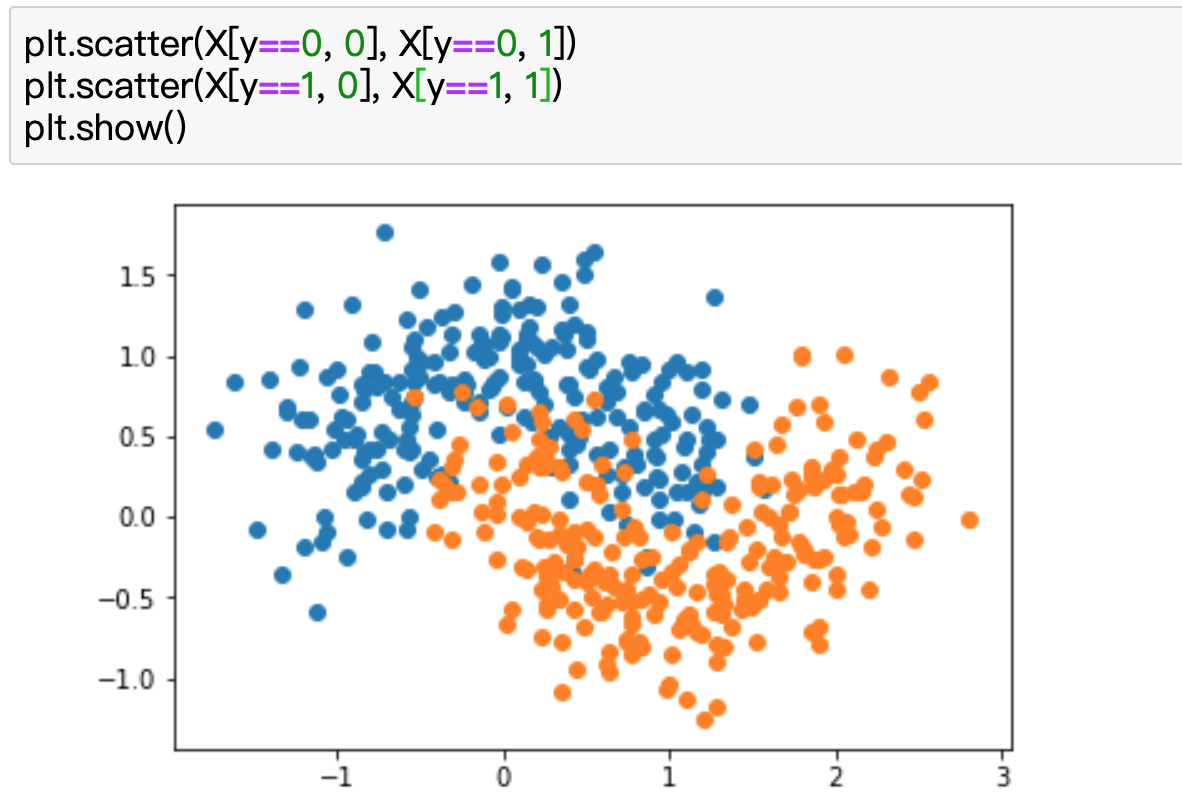 plt.scatter(X[y==0, 0], X[y==0, 1])
plt.scatter(X[y==1, 0], X[y==1, 1])
plt.show()
1.5
1.0
0.5
0.0
−0.5
−1.0
−1 0 1 2 3